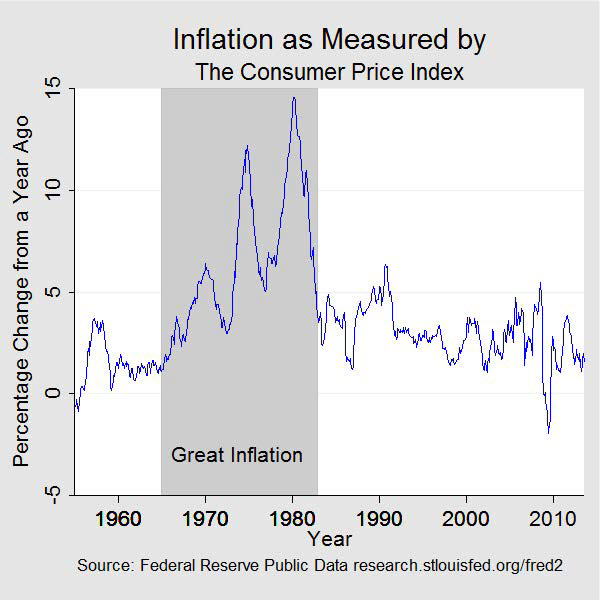 Inflation as Measured by
The Consumer Price Index
Percentage Change from a Year Ago
15
10
5
0
-5
Great Inflation
1960 1970 1980 1990 2000 2010
Year
Source: Federal Reserve Public Data research.stlouisfed.org/fred2